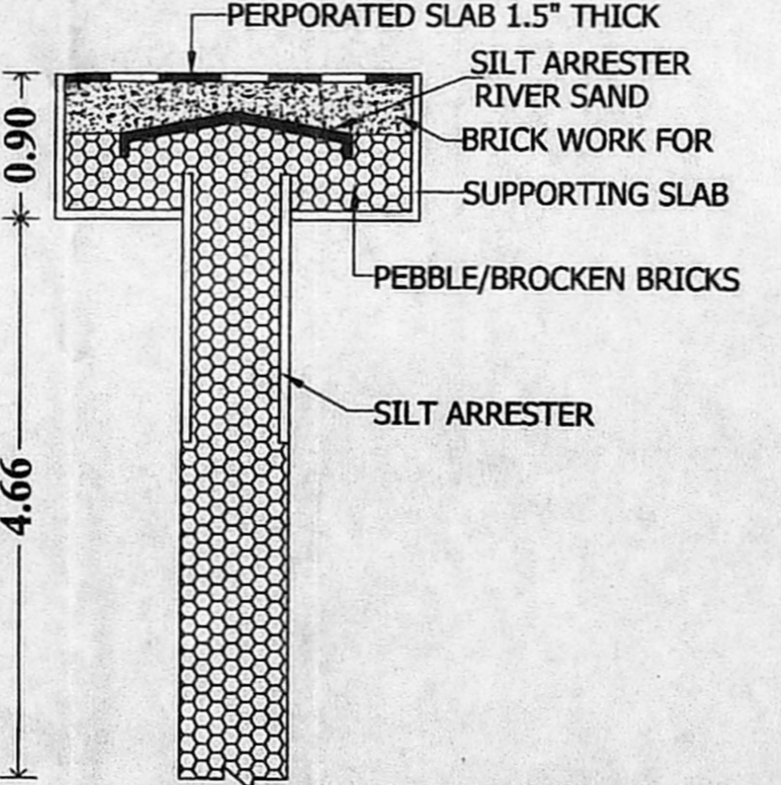 PERPORATED SLAB 1.5" THICK
SILT ARRESTER
RIVER SAND
BRICK WORK FOR
SUPPORTING SLAB
PEBBLE/BROCKEN BRICKS
SILT ARRESTER
0.90
4.66